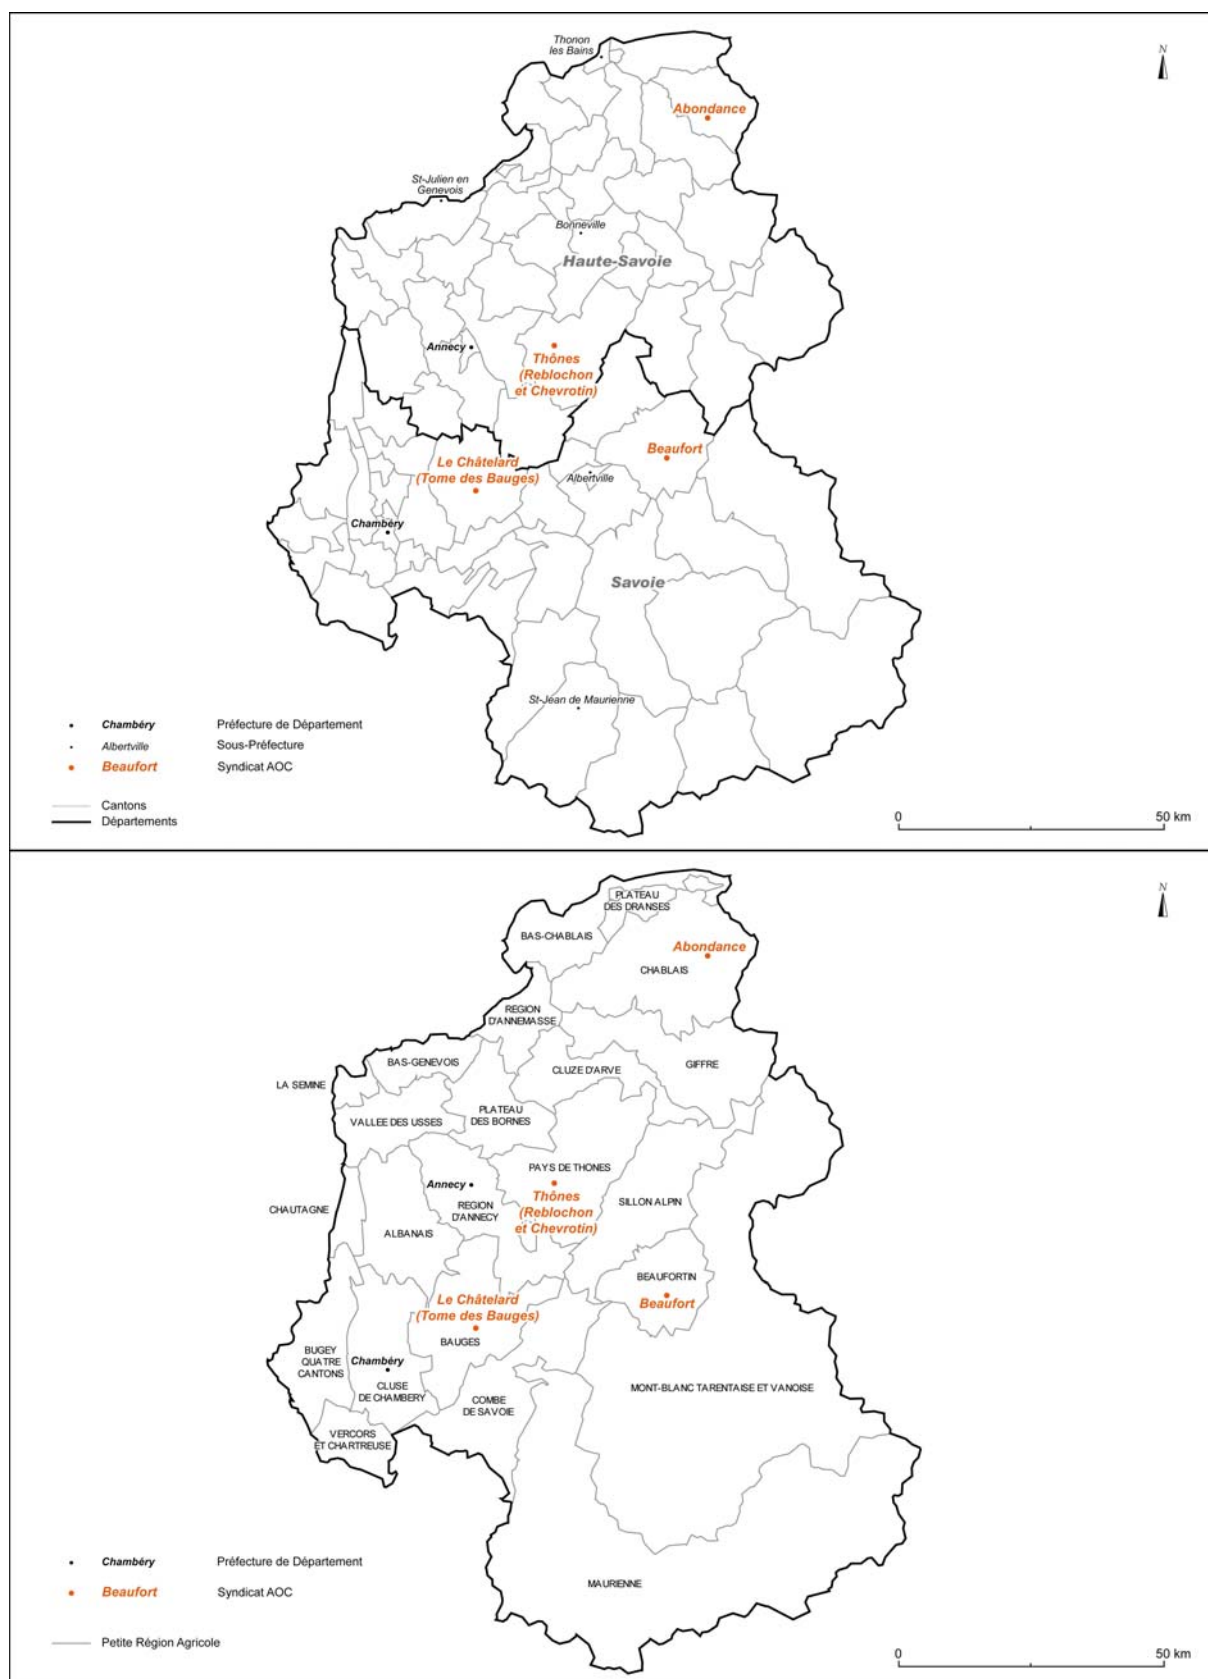 Thonon
les Bains
N
Abondance
St-Julien en
Genevois
Bonneville
Haute-Savoie
Annecy
Thônes
(Reblochon
et Chevrotin)
Beaufort
Le Châtelard
(Tome des Bauges)
Albertville
Chambéry
Savoie
St-Jean de Maurienne
Chambéry Préfecture de Département
Albertville Sous-Préfecture
Beaufort Syndicat AOC
Cantons
Départements
0 50 km
PLATEAU
DES DRANSES
N
BAS-CHABLAIS
Abondance
CHABLAIS
REGION
D'ANNEMASSE
BAS-GENEVOIS
CLUZE D'ARVE
GIFFRE
LA SEMINE
PLATEAU
DES BORNES
VALLEE DES USSES
PAYS DE THONES
Annecy
Thônes
(Reblochon
et Chevrotin)
SILLON ALPIN
REGION
D'ANNECY
CHAUTAGNE
ALBANAIS
BEAUFORTIN
Beaufort
Le Châtelard
(Tome des Bauges)
BAUGES
BUGEY
QUATRE
CANTONS
Chambéry
CLUSE
DE CHAMBERY
MONT-BLANC TARENTAISE ET VANOISE
COMBE
DE SAVOIE
VERCORS
ET CHARTREUSE
Chambéry Préfecture de Département
MAURIENNE
Beaufort Syndicat AOC
Petite Région Agricole
0 50 km